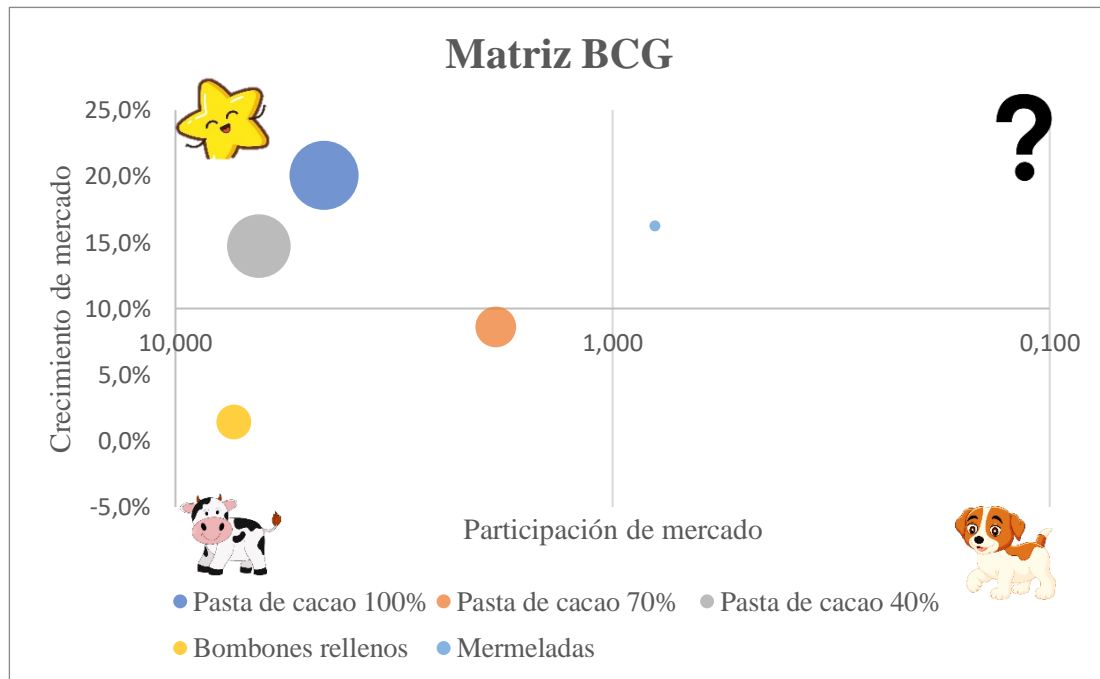 Matriz BCG
25,0%
20,0%
15,0%
10,0%
5,0%
0,0%
-5,0%
Crecimiento de mercado
?
10,000 1,000 0,100
Participación de mercado
Pasta de cacao 100% Pasta de cacao 70% Pasta de cacao 40%
Bombones rellenos Mermeladas